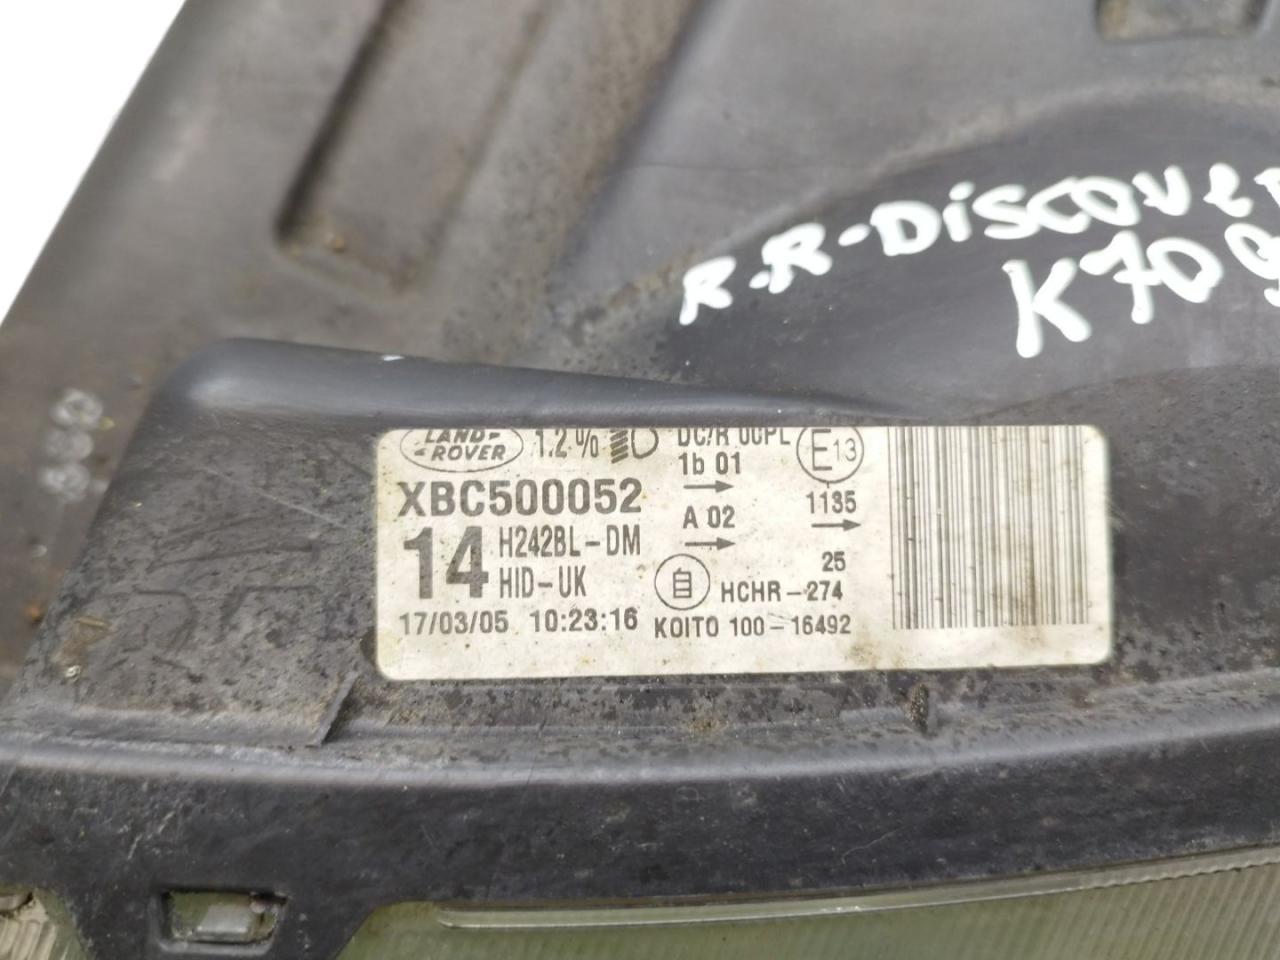 R.R-DiSCOVE
K70
LAND-
-ROVER
1.2%
DC/R 00PL
E13
1b 01
XBC500052
1135
A 02
14
H242BL-DM
HID-UK
25
HCHR-274
17/03/05 10:23:16
KOITO 100-16492